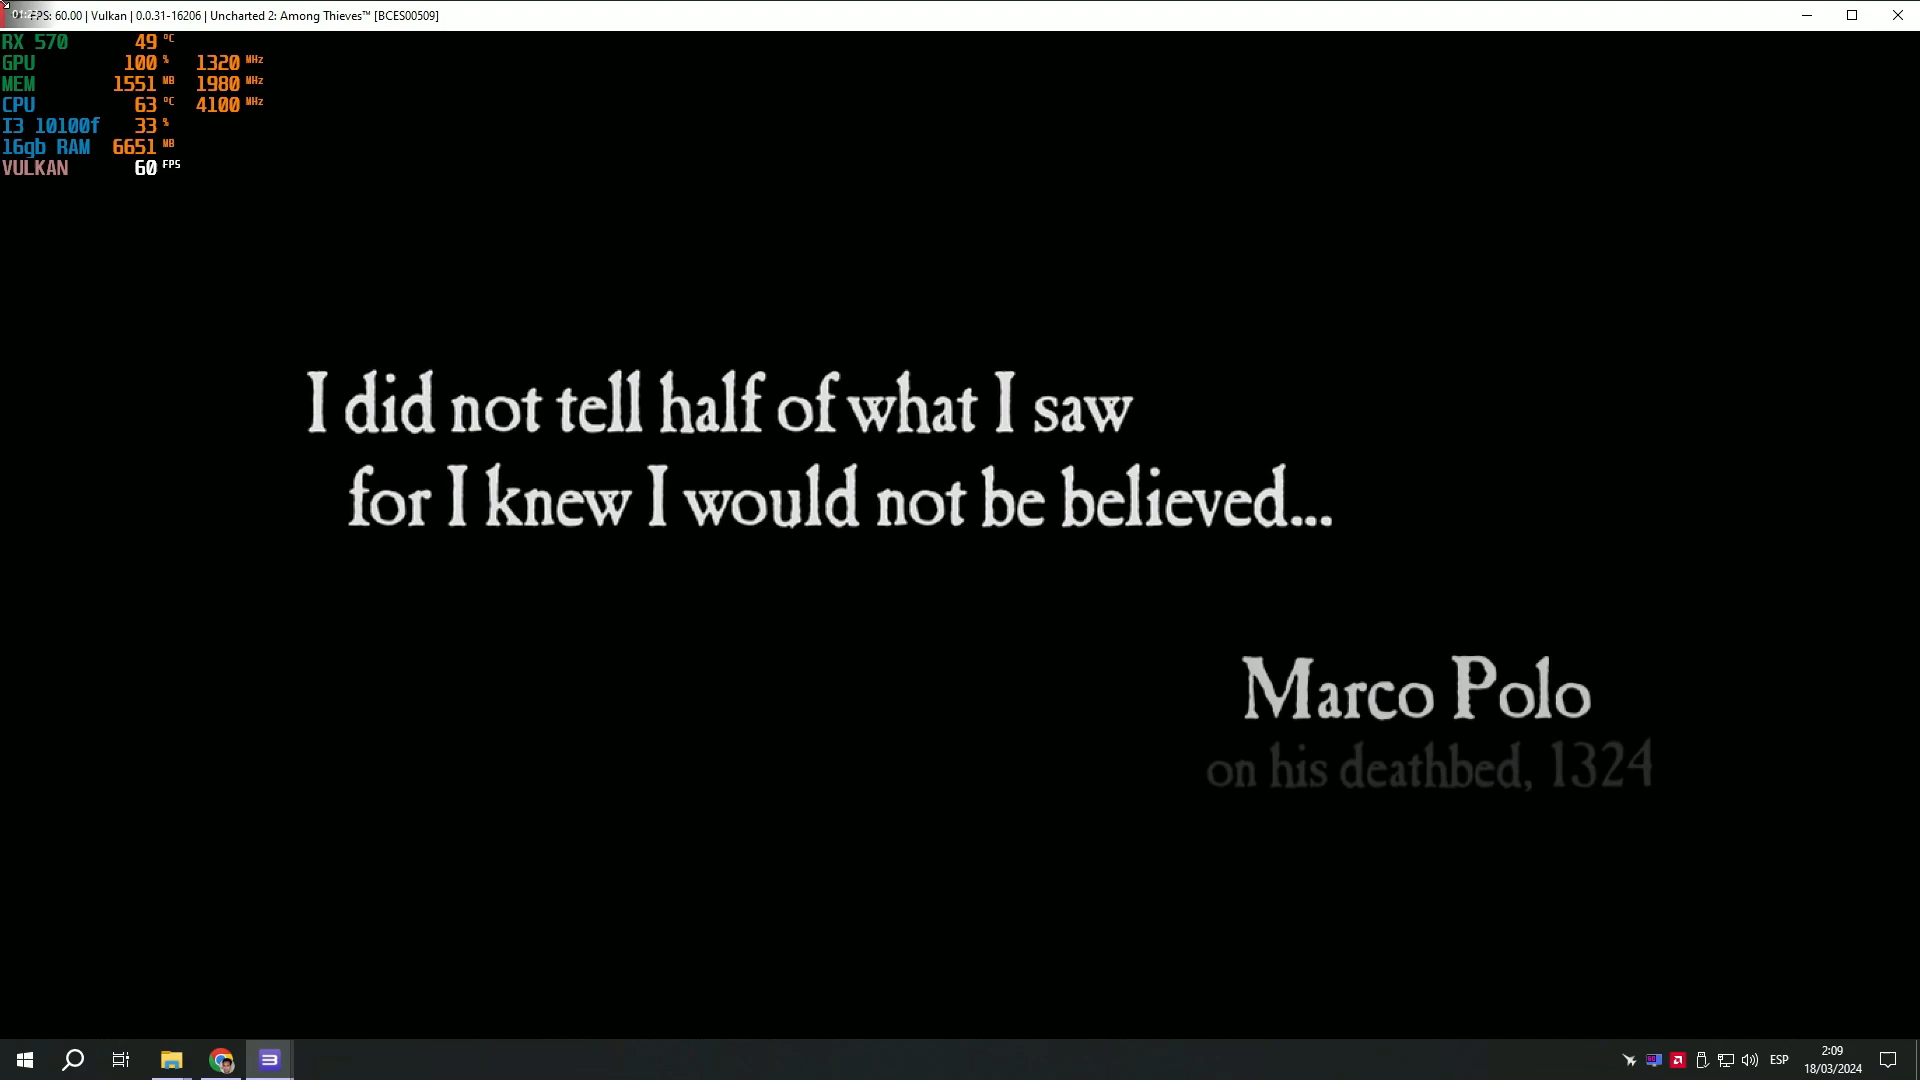 FPS: 60.00 | Vulkan | 0.0.31-16206 | Uncharted 2: Among Thieves™ [BCES00509]
RX 570 49 °C
GPU 100 % 1320 MHz
MEM 1551 MB 1980 MHz
CPU 63 °C 4100 MHz
I3 10100f 33 %
16gb RAM 6651 MB
VULKAN 60 FPS
I did not tell half of what I saw
for I knew I would not be believed...
Marco Polo
on his deathbed, 1324
ESP
2:09
18/03/2024